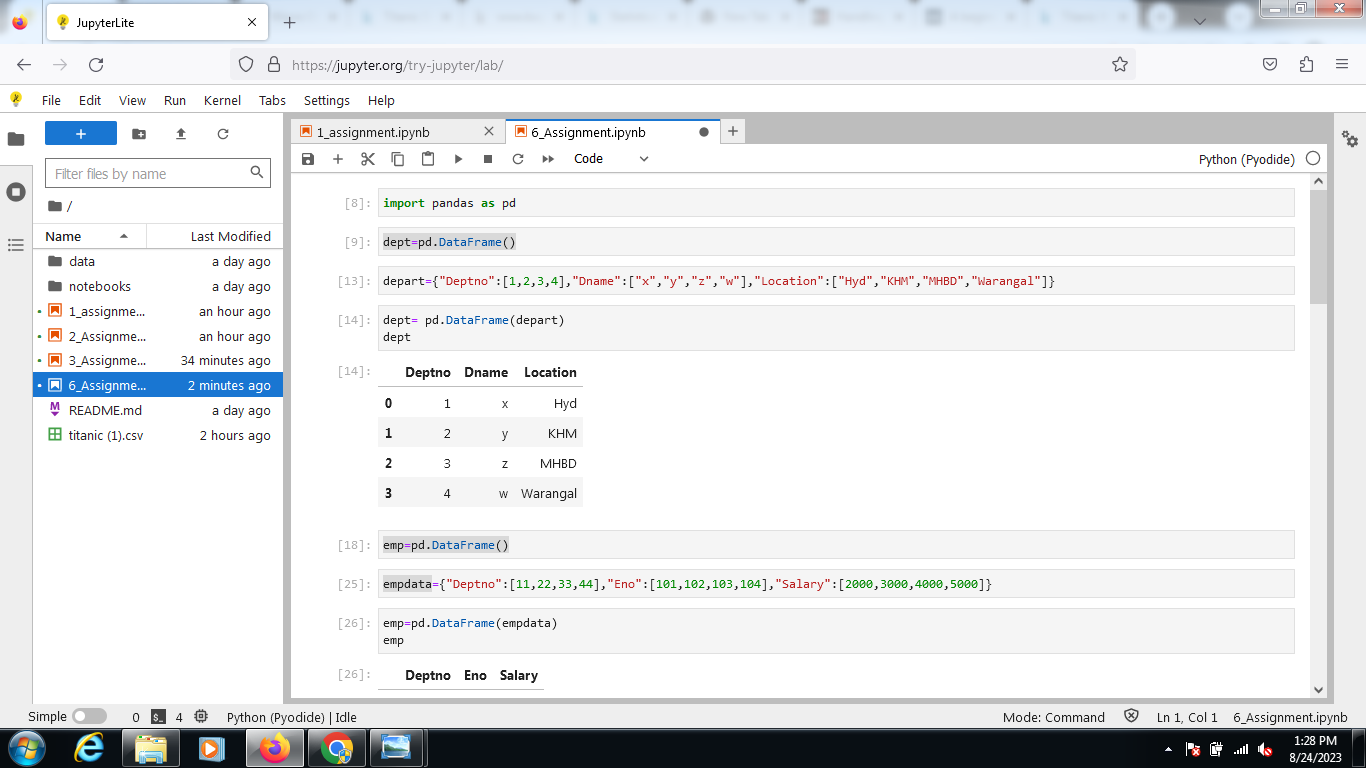 JupyterLite
https://jupyter.org/try-jupyter/lab/
File Edit View Run Kernel Tabs Settings Help
1_assignment.ipynb
6_Assignment.ipynb
Code
Python (Pyodide)
Filter files by name
/
Name Last Modified
data a day ago
notebooks a day ago
1_assignme... an hour ago
2_Assignme... an hour ago
3_Assignme... 34 minutes ago
6_Assignme... 2 minutes ago
README.md a day ago
titanic (1).csv 2 hours ago
[8]: import pandas as pd
[9]: dept=pd.DataFrame()
[13]: depart={"Deptno":[1,2,3,4],"Dname":["x","y","z","w"],"Location":["Hyd","KHM","MHBD","Warangal"]}
[14]: dept= pd.DataFrame(depart)
dept
[14]: Deptno Dname Location
0 1 x Hyd
1 2 y KHM
2 3 z MHBD
3 4 w Warangal
[18]: emp=pd.DataFrame()
[25]: empdata={"Deptno":[11,22,33,44],"Eno":[101,102,103,104],"Salary":[2000,3000,4000,5000]}
[26]: emp=pd.DataFrame(empdata)
emp
[26]: Deptno Eno Salary
Simple 0 4 Python (Pyodide) | Idle Mode: Command Ln 1, Col 1 6_Assignment.ipynb
1:28 PM
8/24/2023